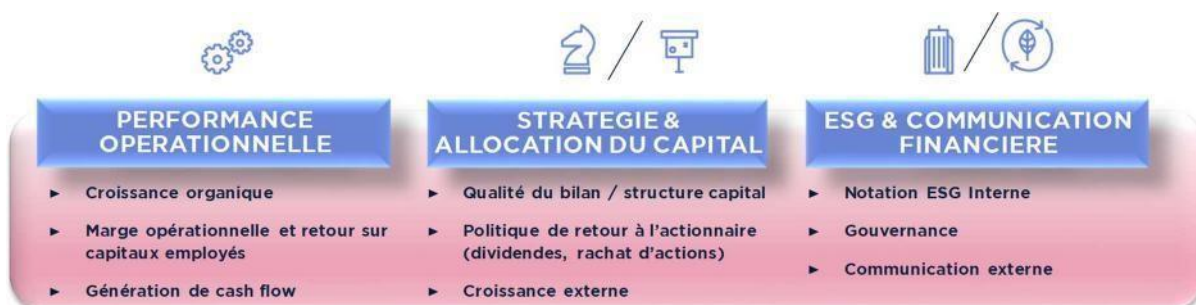 PERFORMANCE
OPERATIONNELLE
► Croissance organique
► Marge opérationnelle et retour sur
capitaux employés
► Génération de cash flow
STRATEGIE &
ALLOCATION DU CAPITAL
► Qualité du bilan / structure capital
► Politique de retour à l'actionnaire
(dividendes, rachat d'actions)
► Croissance externe
ESG & COMMUNICATION
FINANCIERE
► Notation ESG Interne
► Gouvernance
► Communication externe